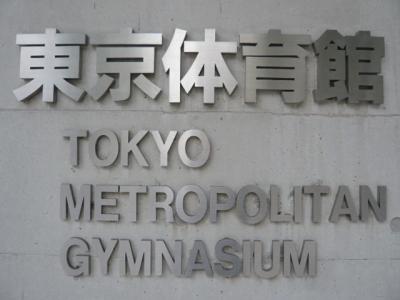 東京体育館
TOKYO
METROPOLITAN
GYMNASIUM